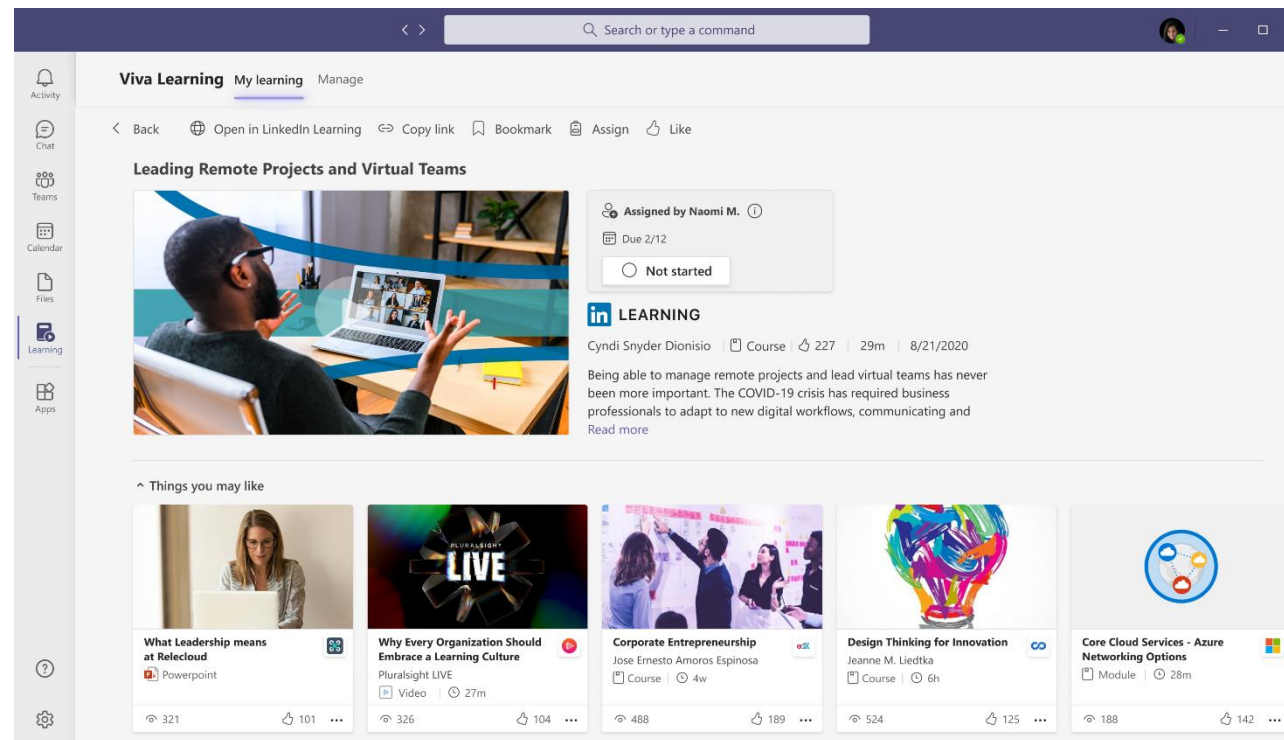 Search or type a command
Activity
Chat
Teams
Calendar
Files
Learning
Apps
Viva Learning My learning Manage
Back Open in LinkedIn Learning Copy link Bookmark Assign Like
Leading Remote Projects and Virtual Teams
Assigned by Naomi M.
Due 2/12
Not started
in LEARNING
Cyndi Snyder Dionisio | Course | 227 | 29m | 8/21/2020
Being able to manage remote projects and lead virtual teams has never
been more important. The COVID-19 crisis has required business
professionals to adapt to new digital workflows, communicating and
Read more
Things you may like
PLURALSIGHT
LIVE
What Leadership means
at Relecloud
Powerpoint
321 101 ...
Why Every Organization Should
Embrace a Learning Culture
Pluralsight LIVE
Video | 27m
326 104 ...
Corporate Entrepreneurship
edX
Jose Ernesto Amoros Espinosa
Course | 4w
488 189 ...
Design Thinking for Innovation
Jeanne M. Liedtka
Course | 6h
524 125 ...
Core Cloud Services - Azure
Networking Options
Module | 28m
188 142 ...